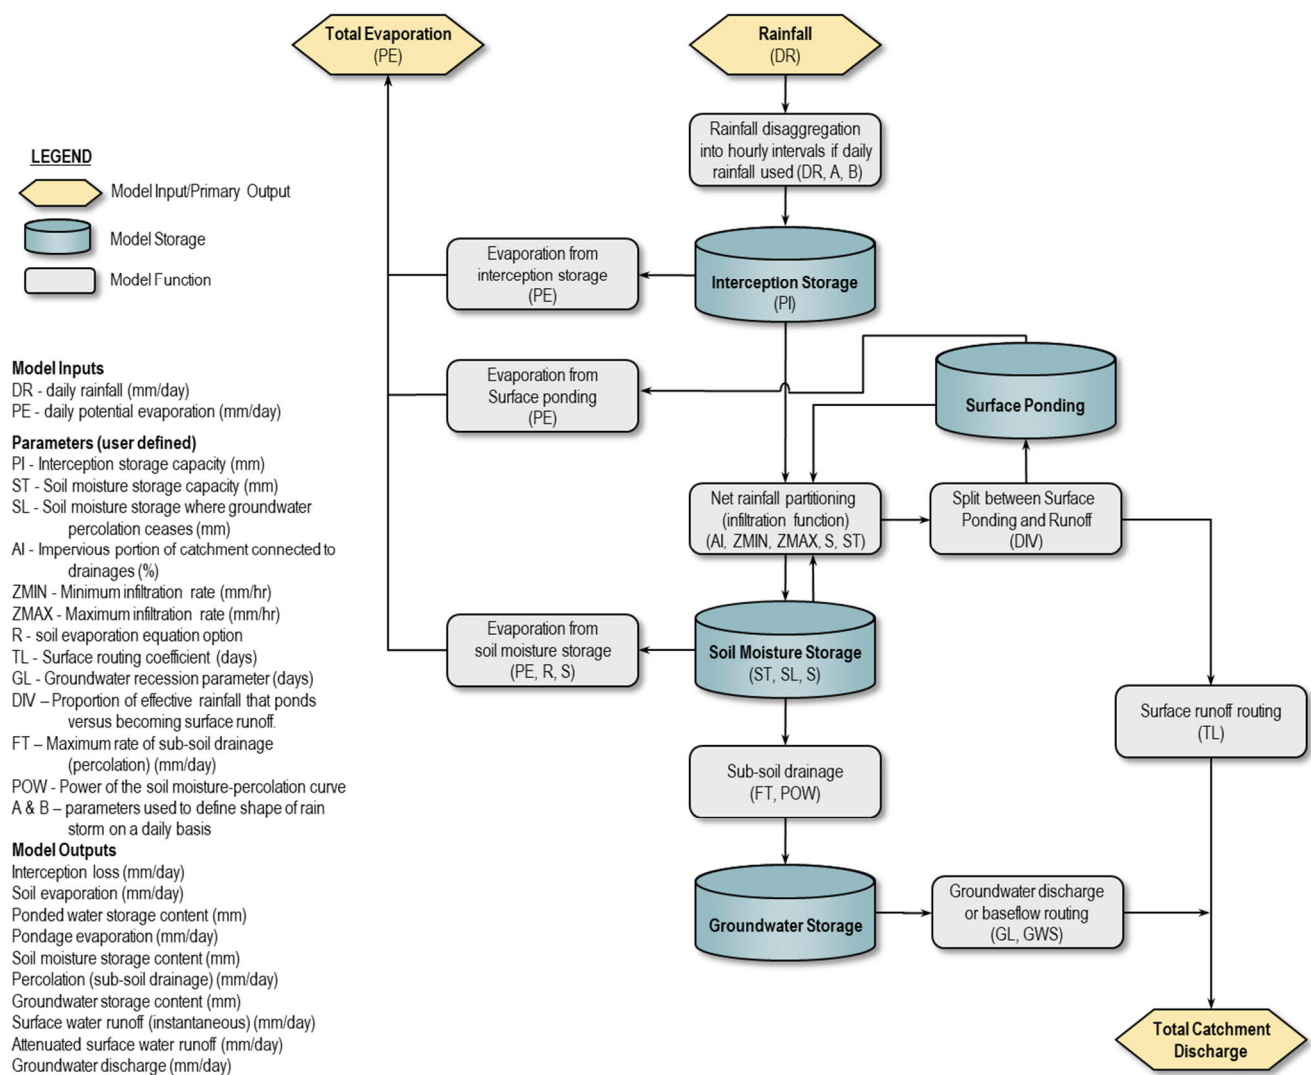 Total Evaporation
(PE)
Rainfall
(DR)
Rainfall disaggregation
into hourly intervals if daily
rainfall used (DR, A, B)
LEGEND
Model Input/Primary Output
Model Storage
Model Function
Evaporation from
interception storage
(PE)
Interception Storage
(PI)
Evaporation from
Surface ponding
(PE)
Surface Ponding
Net rainfall partitioning
(infiltration function)
(AI, ZMIN, ZMAX, S, ST)
Split between Surface
Ponding and Runoff
(DIV)
Evaporation from
soil moisture storage
(PE, R, S)
Soil Moisture Storage
(ST, SL, S)
Surface runoff routing
(TL)
Sub-soil drainage
(FT, POW)
Groundwater Storage
Groundwater discharge
or baseflow routing
(GL, GWS)
Total Catchment
Discharge
Model Inputs
DR - daily rainfall (mm/day)
PE - daily potential evaporation (mm/day)
Parameters (user defined)
PI - Interception storage capacity (mm)
ST - Soil moisture storage capacity (mm)
SL - Soil moisture storage where groundwater
percolation ceases (mm)
AI - Impervious portion of catchment connected to
drainages (%)
ZMIN - Minimum infiltration rate (mm/hr)
ZMAX - Maximum infiltration rate (mm/hr)
R - soil evaporation equation option
TL - Surface routing coefficient (days)
GL - Groundwater recession parameter (days)
DIV – Proportion of effective rainfall that ponds
versus becoming surface runoff.
FT – Maximum rate of sub-soil drainage
(percolation) (mm/day)
POW - Power of the soil moisture-percolation curve
A & B – parameters used to define shape of rain
storm on a daily basis
Model Outputs
Interception loss (mm/day)
Soil evaporation (mm/day)
Ponded water storage content (mm)
Pondage evaporation (mm/day)
Soil moisture storage content (mm)
Percolation (sub-soil drainage) (mm/day)
Groundwater storage content (mm)
Surface water runoff (instantaneous) (mm/day)
Attenuated surface water runoff (mm/day)
Groundwater discharge (mm/day)